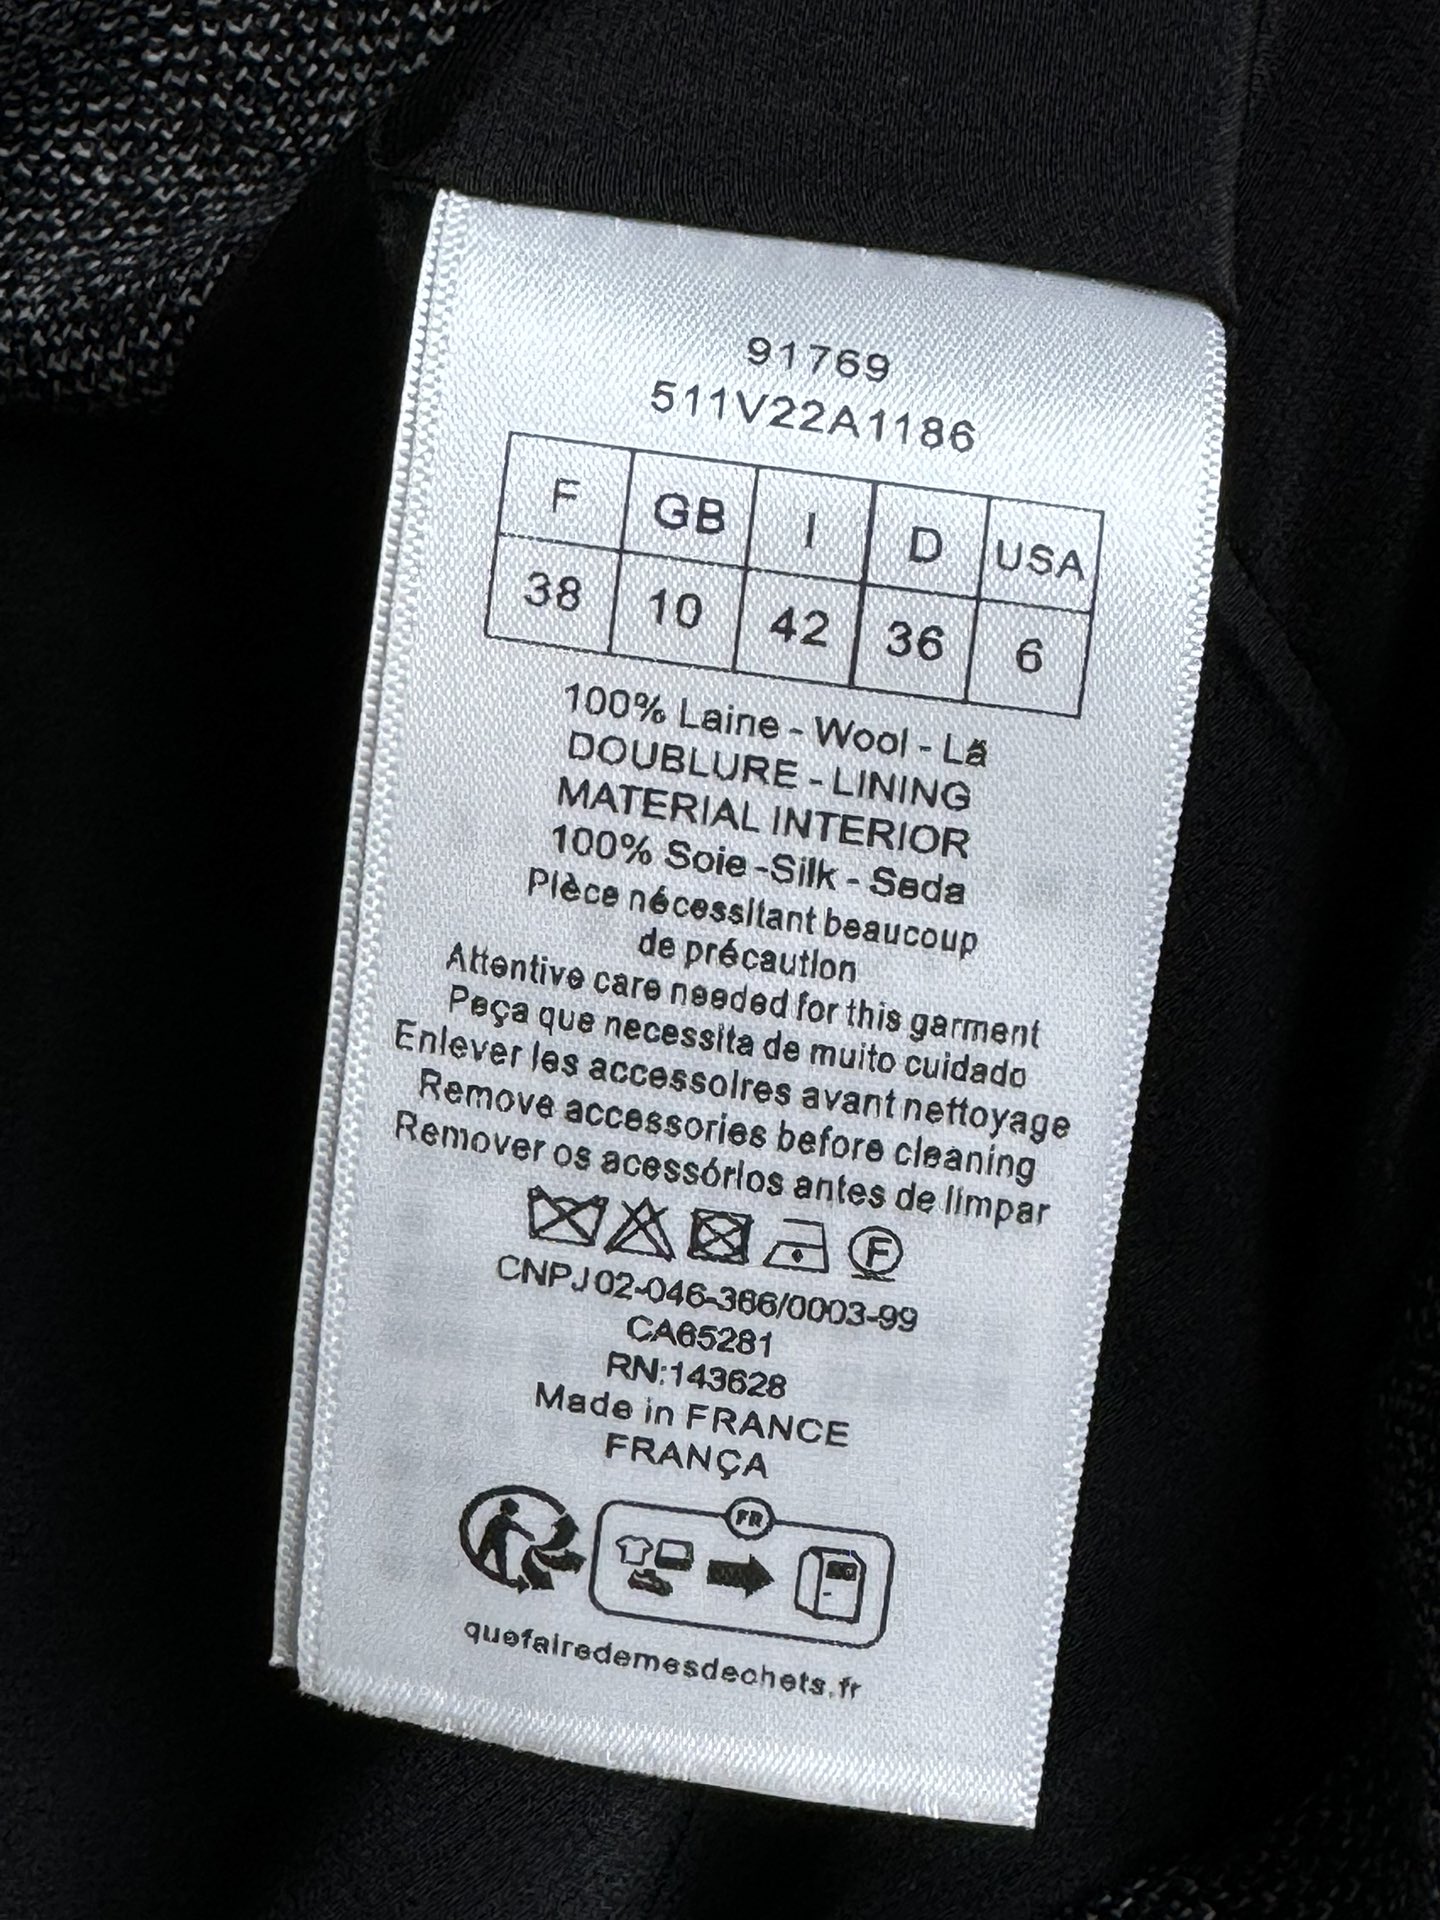 91769
511V22A1186
F GB I D USA
38 10 42 36 6
100% Laine - Wool - Lã
DOUBLURE - LINING
MATERIAL INTERIOR
100% Soie -Silk - Seda
Pièce nécessitant beaucoup
de précaution
Attentive care needed for this garment
Peça que necessita de muito cuidado
Enlever les accessoires avant nettoyage
Remove accessories before cleaning
Remover os acessórios antes de limpar
F
CNPJ 02-046-366/0003-99
CA65281
RN:143628
Made in FRANCE
FRANÇA
FR
quefairedemesdechets.fr